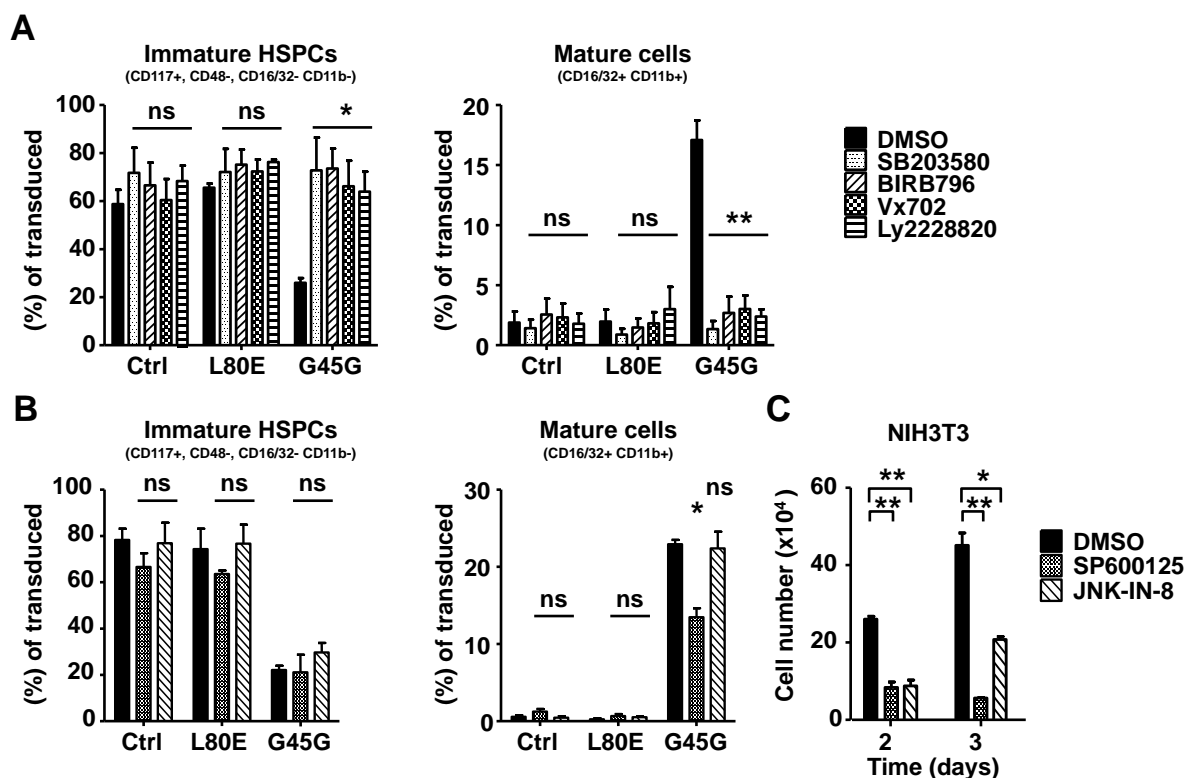 A
Immature HSPCs
(CD117+, CD48-, CD16/32- CD11b-)
(%) of transduced
100
80
60
40
20
0
ns
ns
*
Ctrl
L80E
G45G
Mature cells
(CD16/32+ CD11b+)
(%) of transduced
20
15
10
5
0
ns
ns
**
Ctrl
L80E
G45G
DMSO
SB203580
BIRB796
Vx702
Ly2228820
B
Immature HSPCs
(CD117+, CD48-, CD16/32- CD11b-)
(%) of transduced
100
80
60
40
20
0
ns
ns
ns
Ctrl
L80E
G45G
Mature cells
(CD16/32+ CD11b+)
(%) of transduced
30
20
10
0
ns
ns
*
ns
Ctrl
L80E
G45G
C
NIH3T3
Cell number (x10⁴)
60
40
20
0
**
**
*
**
2
3
Time (days)
DMSO
SP600125
JNK-IN-8